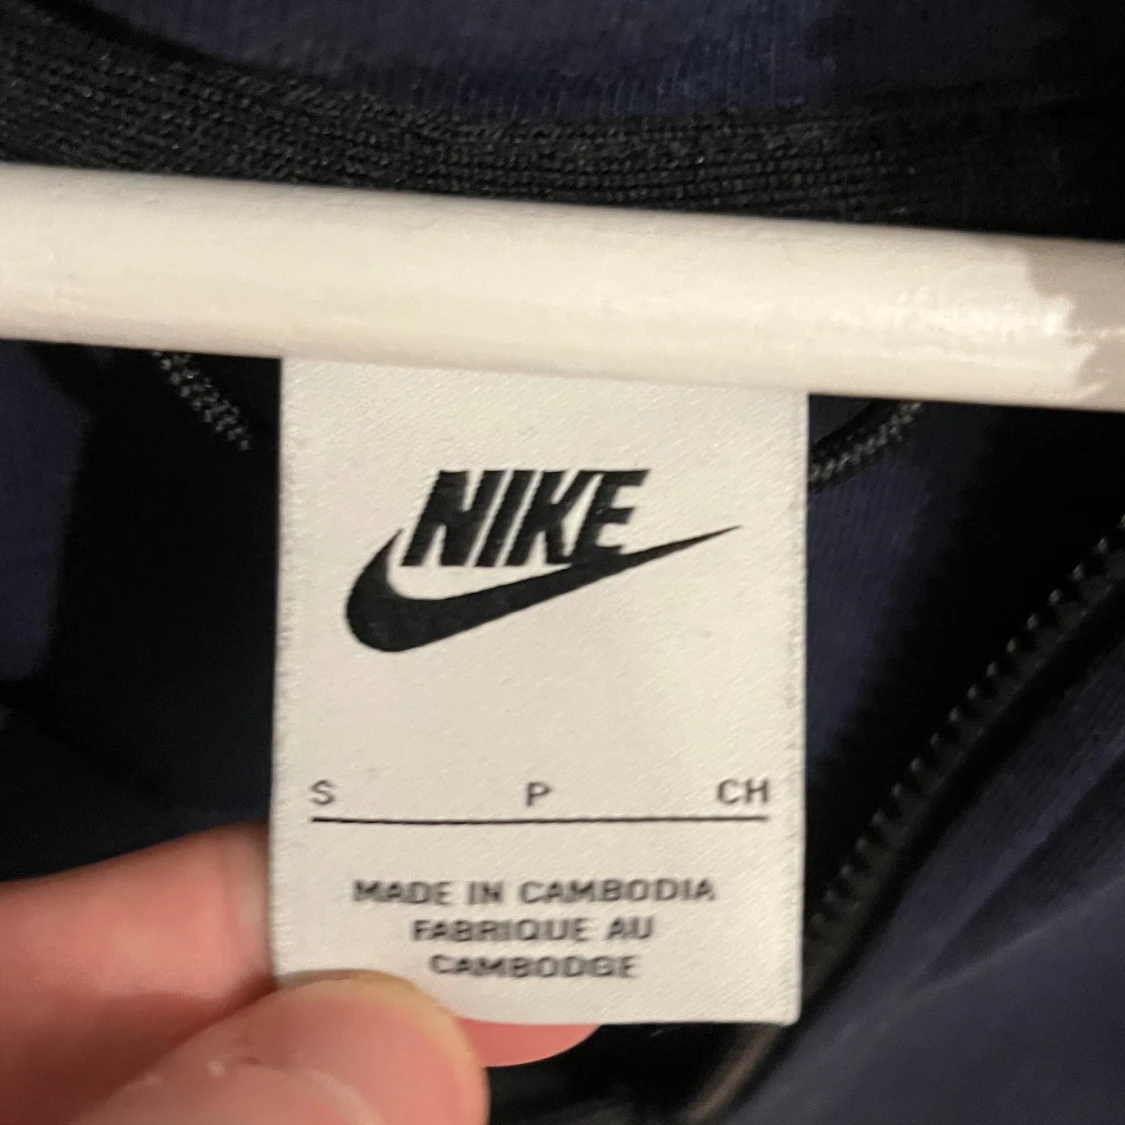 NIKE
S P CH
MADE IN CAMBODIA
FABRIQUE AU
CAMBODGE